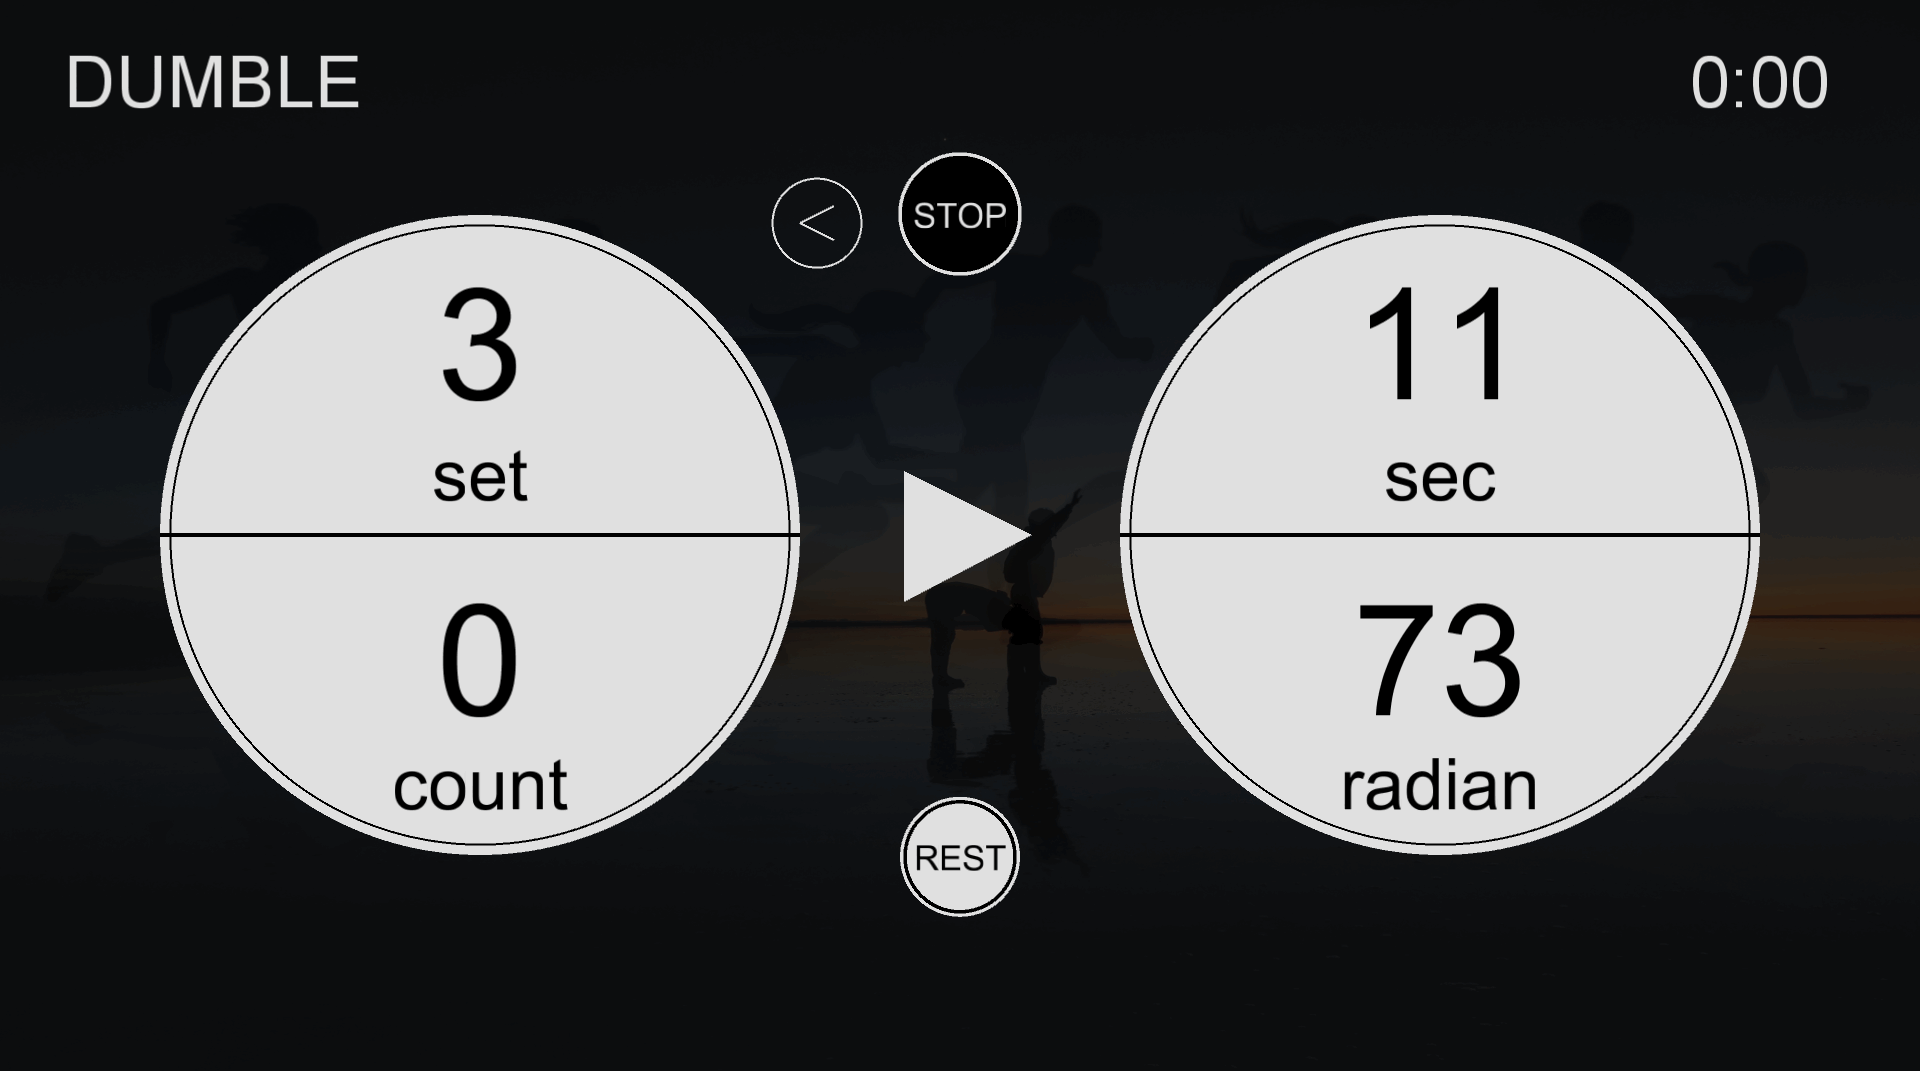 DUMBLE
0:00
<
STOP
3
set
0
count
11
sec
73
radian
REST